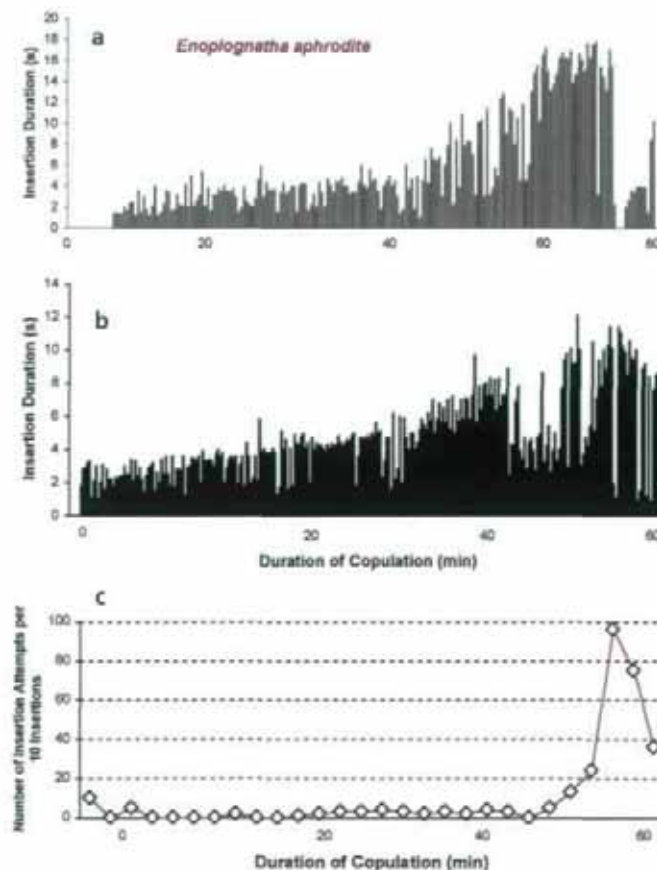 20
18
16
14
12
10
8
6
4
2
0
Insertion Duration (s)
a
Enoplognatha aphrodite
0 20 40 60 60
14
12
10
8
6
4
2
0
Insertion Duration (s)
b
0 20 40 60
Duration of Copulation (min)
c
100
80
60
40
20
0
Number of Insertion Attempts per
10 Insertions
0 20 40 60
Duration of Copulation (min)